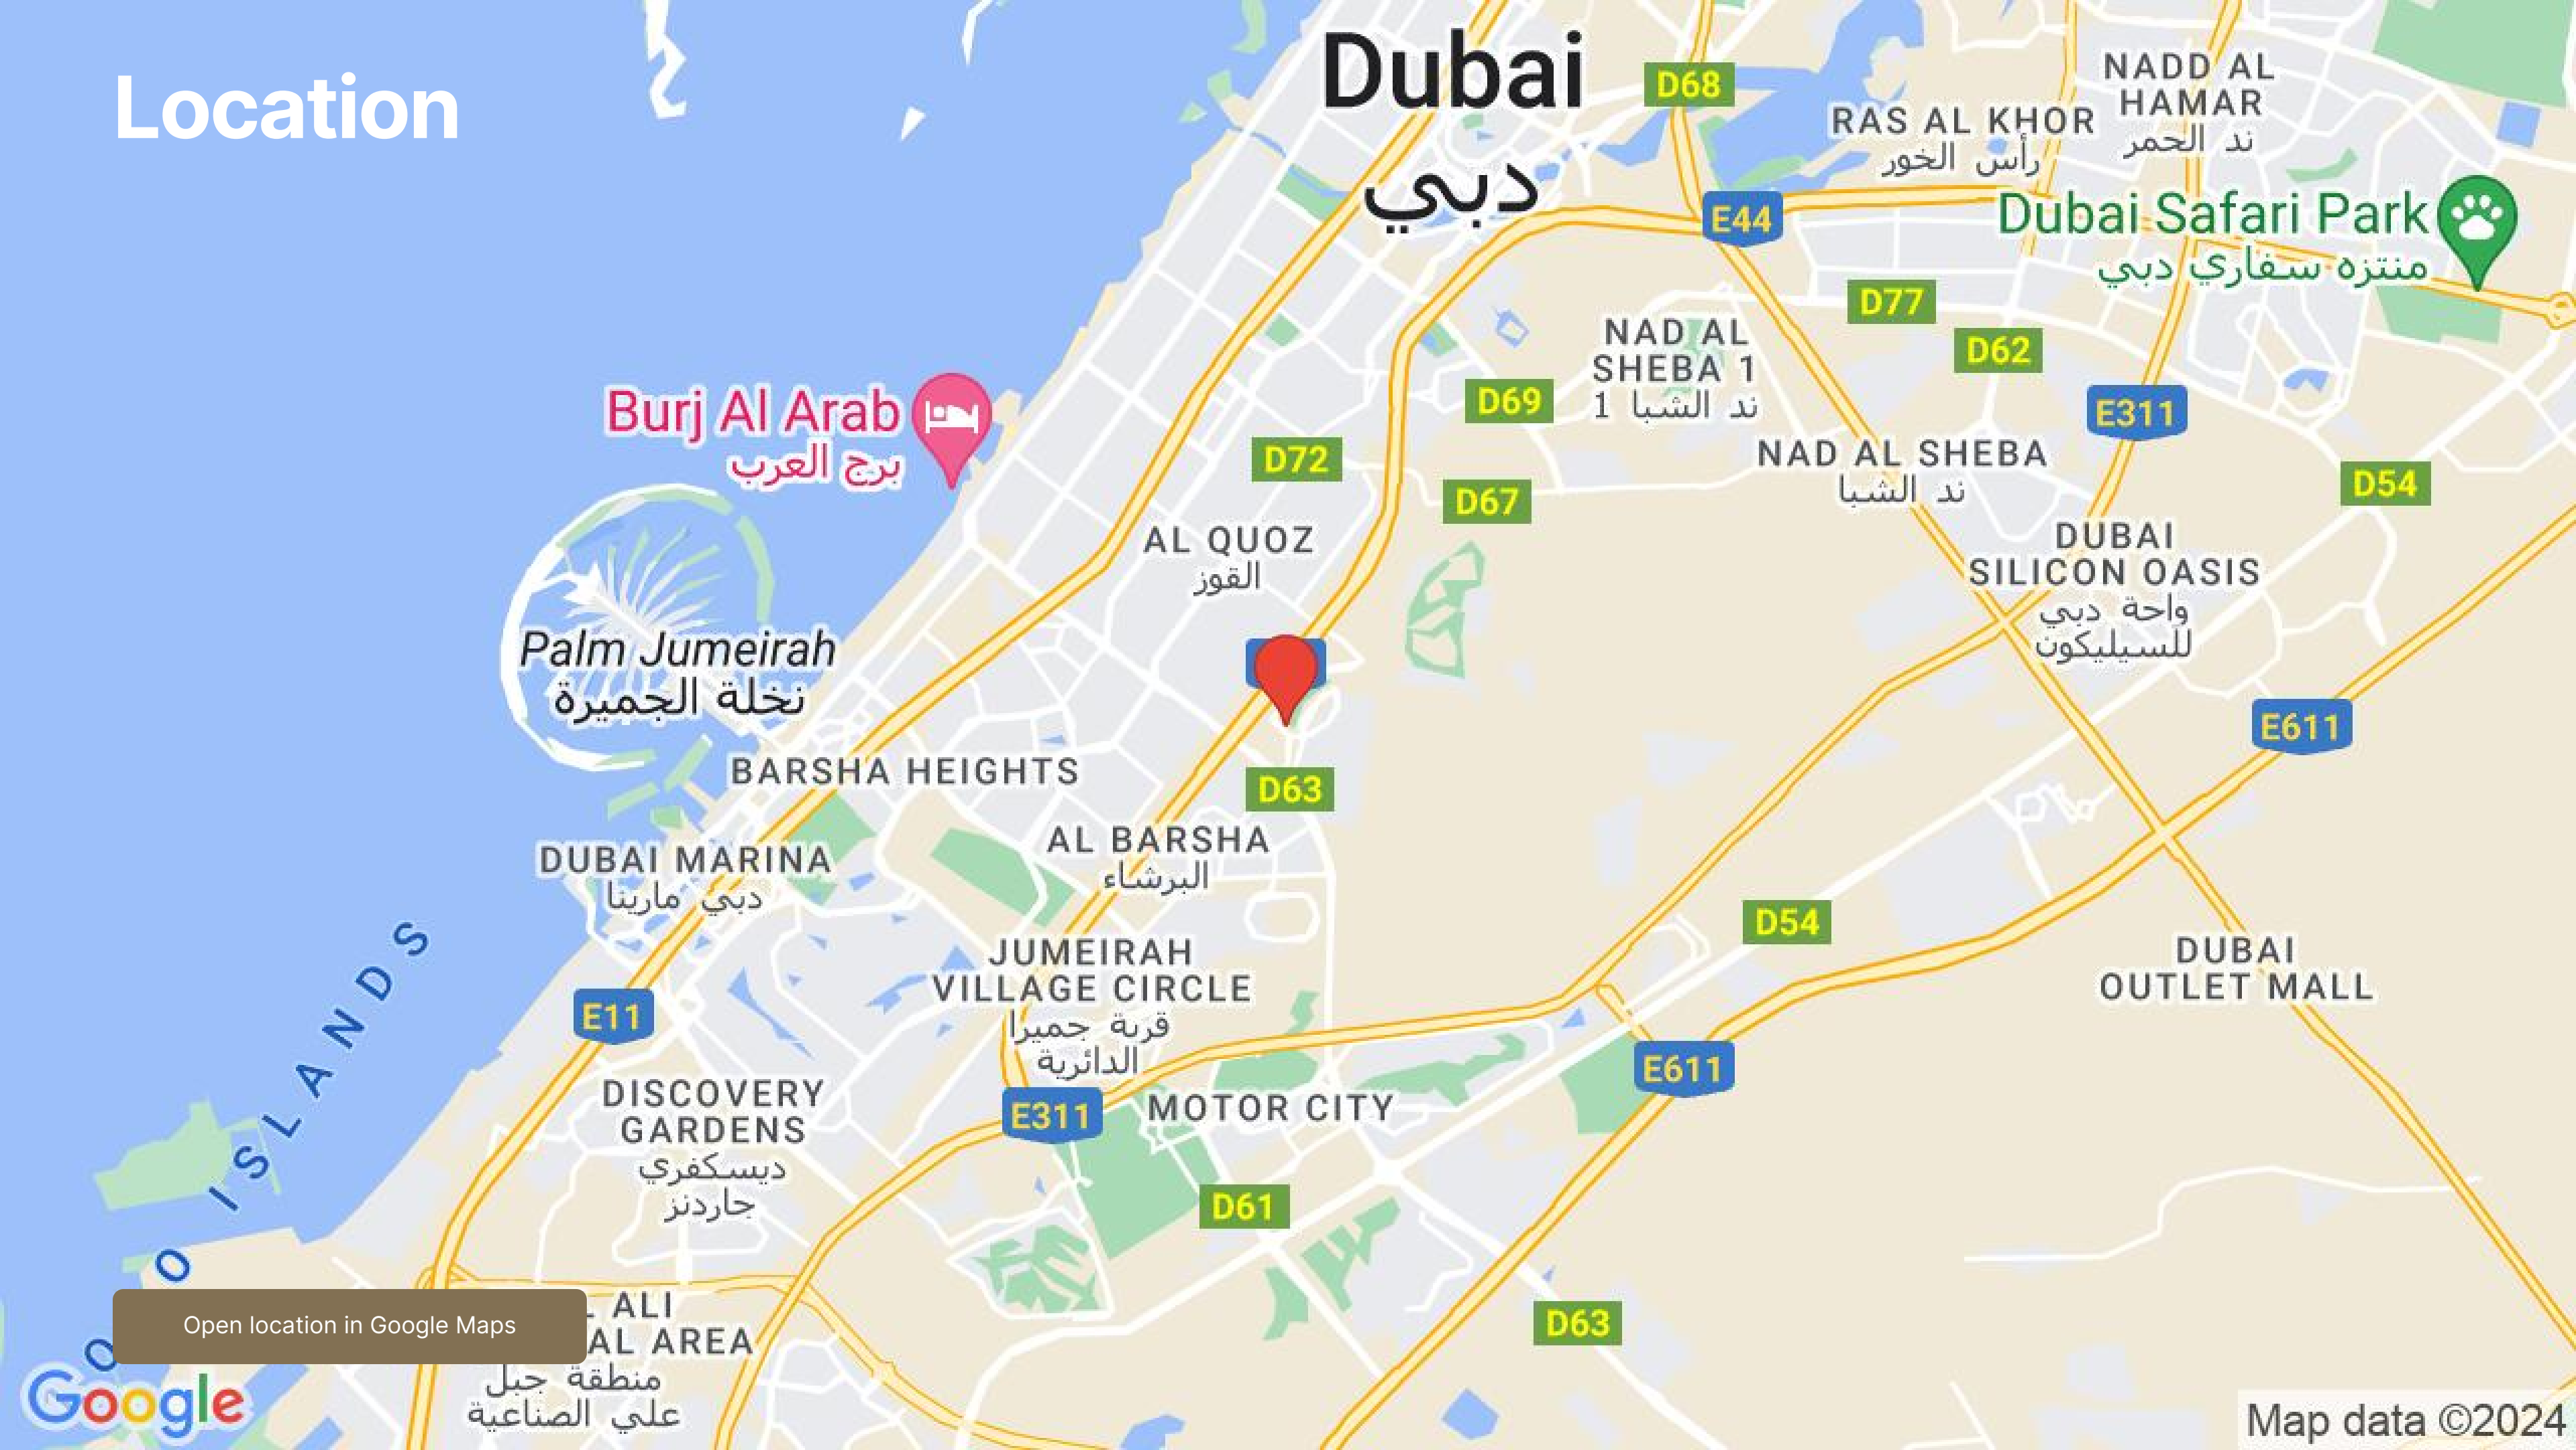 Location
Dubai
دبي
D68
NADD AL
HAMAR
ند الحمر
RAS AL KHOR
رأس الخور
E44
Dubai Safari Park
منتزه سفاري دبي
D77
NAD AL
SHEBA 1
ند الشبا 1
D62
D69
E311
Burj Al Arab
برج العرب
D72
NAD AL SHEBA
ند الشبا
D54
D67
AL QUOZ
القوز
DUBAI
SILICON OASIS
واحة دبي
للسيليكون
Palm Jumeirah
نخلة الجميرة
E611
BARSHA HEIGHTS
D63
AL BARSHA
البرشاء
DUBAI MARINA
دبي مارينا
D54
JUMEIRAH
VILLAGE CIRCLE
قرية جميرا
الدائرية
DUBAI
OUTLET MALL
E11
E611
ISLANDS
DISCOVERY
GARDENS
ديسكفري
جاردنز
E311
MOTOR CITY
D61
Open location in Google Maps
ALI
AL AREA
منطقة جبل
علي الصناعية
D63
Google
Map data ©2024